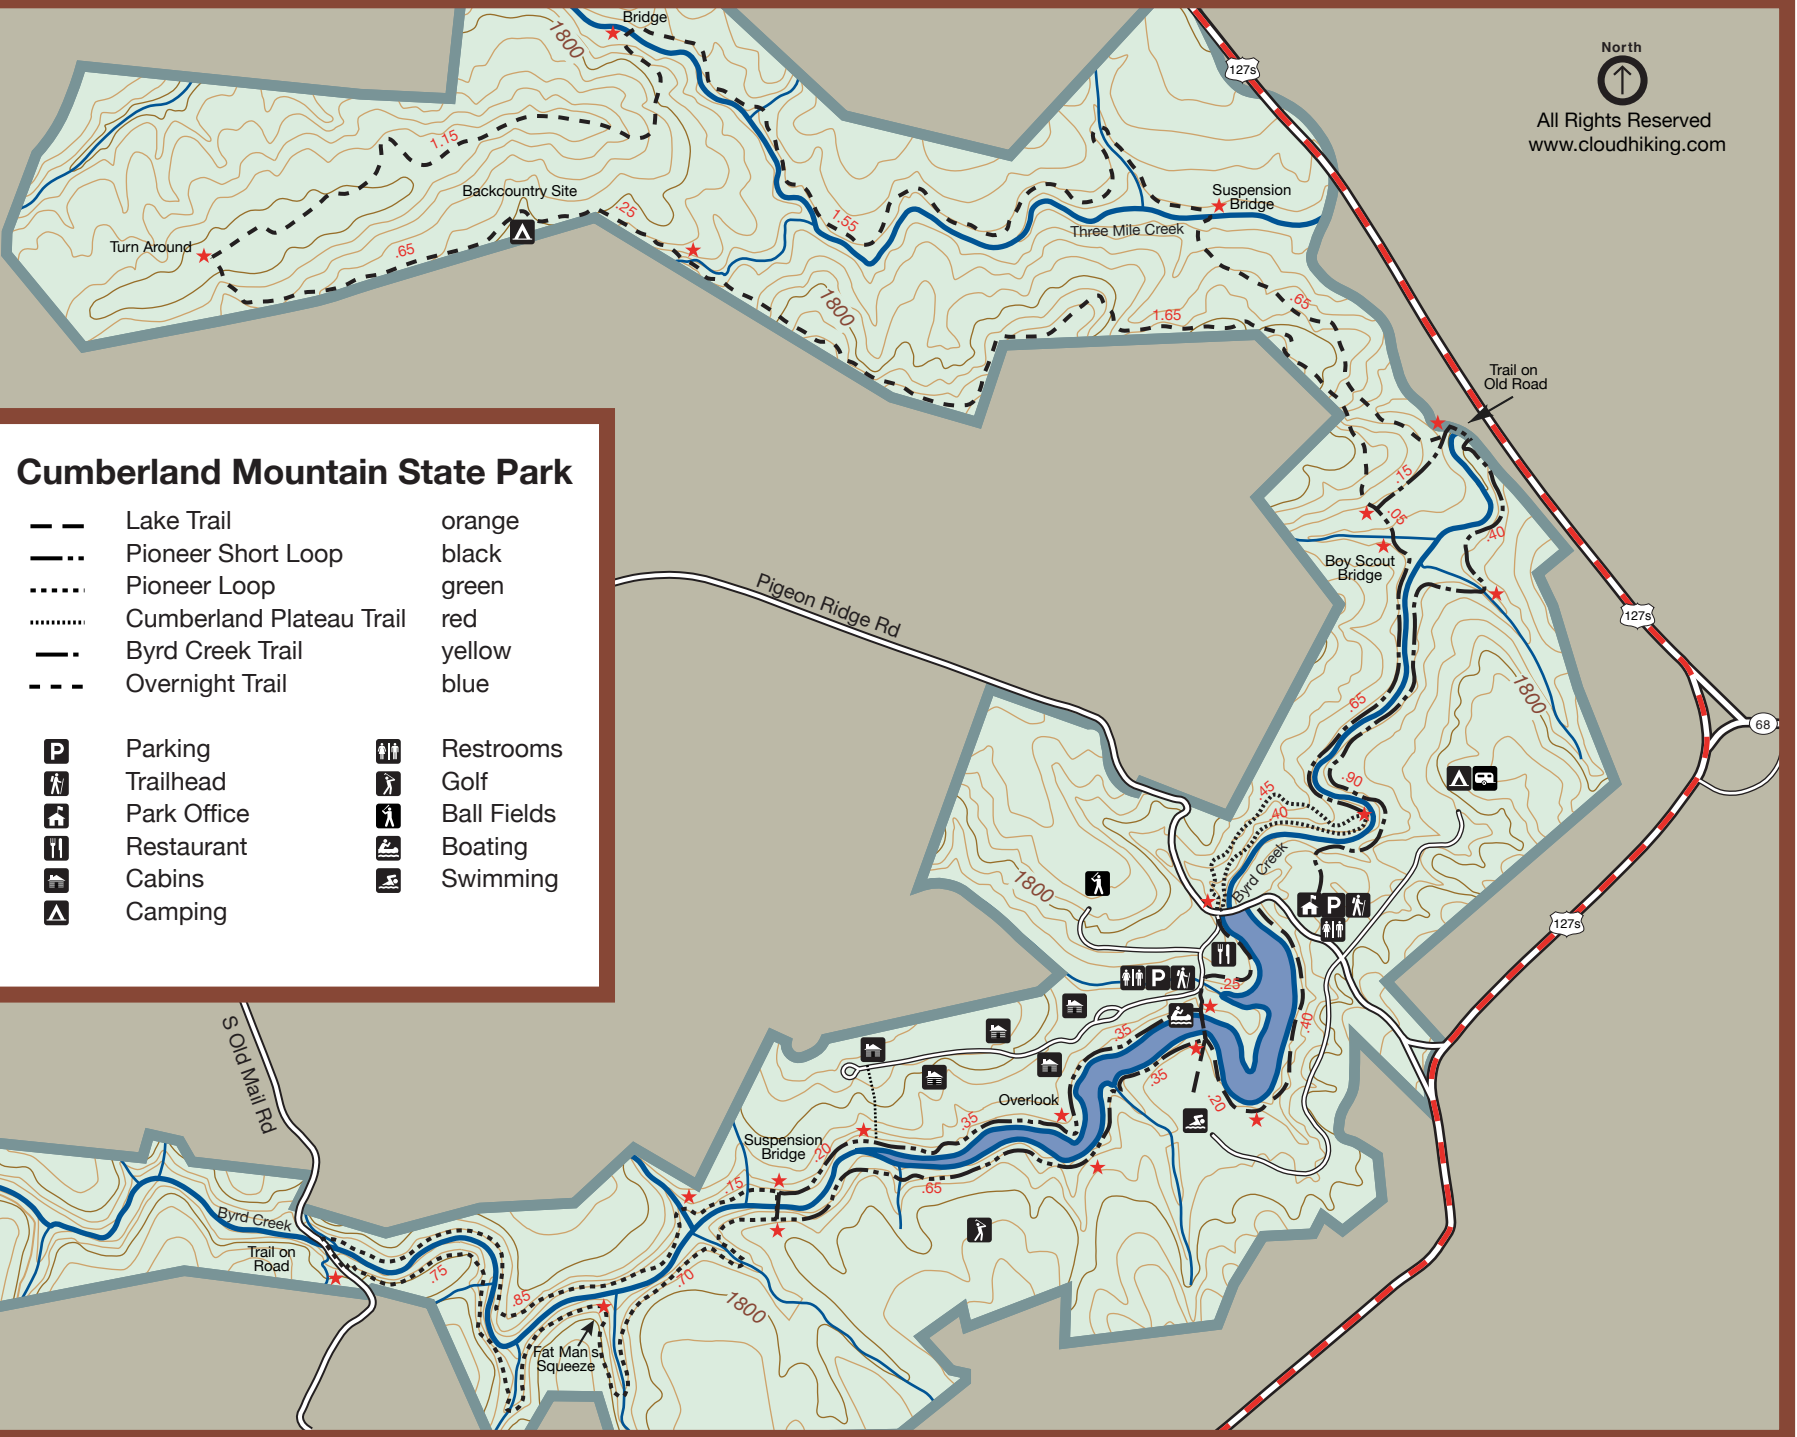 Bridge
1800
127s
North
All Rights Reserved
www.cloudhiking.com
1.15
Backcountry Site
.25
Suspension
Bridge
1.55
Three Mile Creek
Turn Around
.65
1800
.65
1.65
Trail on
Old Road
Cumberland Mountain State Park
Lake Trail orange
Pioneer Short Loop black
Pioneer Loop green
Cumberland Plateau Trail red
Byrd Creek Trail yellow
Overnight Trail blue
P Parking
Trailhead
Park Office
Restaurant
Cabins
Camping
Restrooms
Golf
Ball Fields
Boating
Swimming
.15
.05
.40
Boy Scout
Bridge
Pigeon Ridge Rd
127s
.65
1800
68
.90
.45
.40
Byrd Creek
1800
P
127s
P
.25
.40
.35
.35
.20
S Old Mail Rd
Overlook
.35
Suspension
Bridge
.20
.15
.65
Byrd Creek
Trail on
Road
.75
.85
.70
1800
Fat Man's
Squeeze